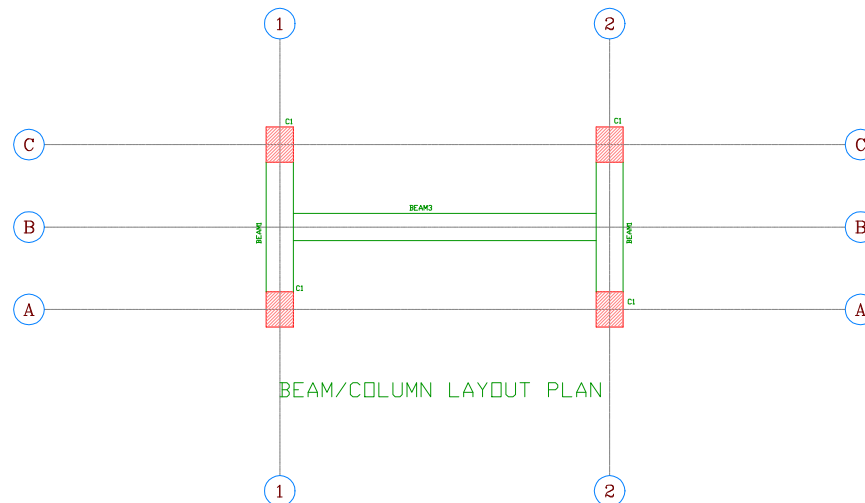 1 2
C1 C1
C C
BEAM3
B BEAM1 BEAM1 B
C1 C1
A A
BEAM/COLUMN LAYOUT PLAN
1 2